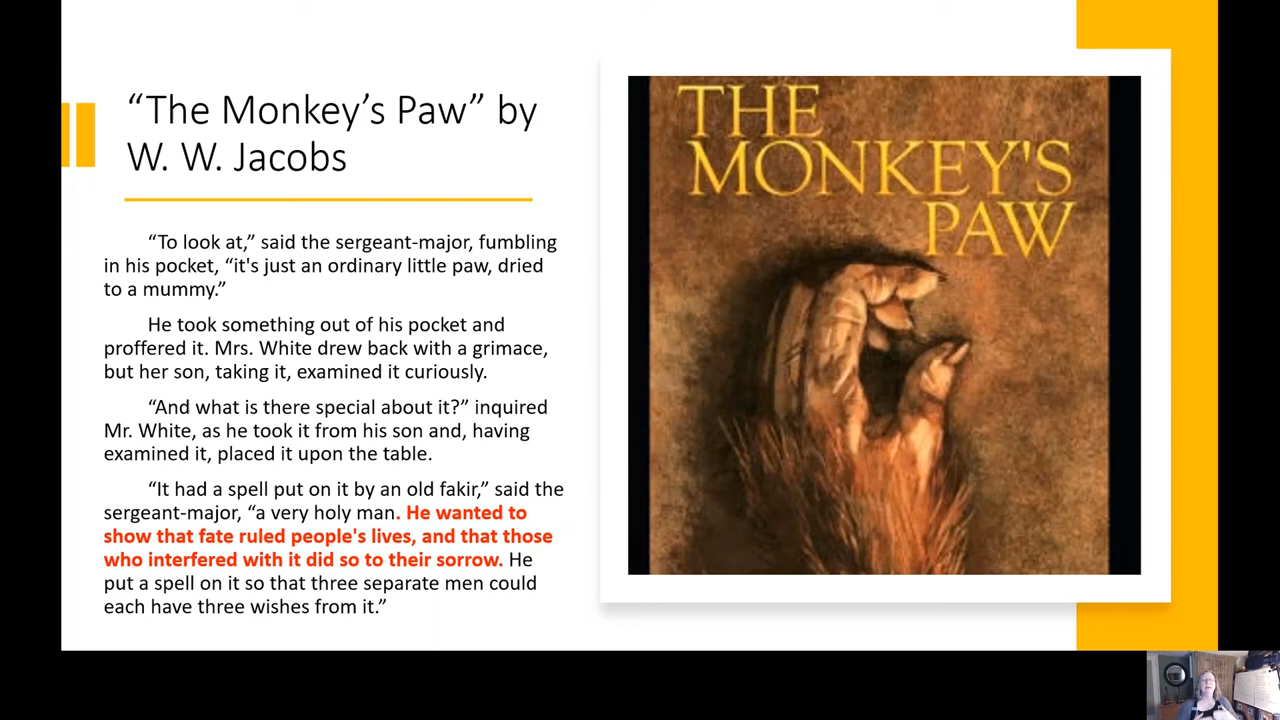 “The Monkey’s Paw” by
W. W. Jacobs
“To look at,” said the sergeant-major, fumbling
in his pocket, “it's just an ordinary little paw, dried
to a mummy.”
He took something out of his pocket and
proffered it. Mrs. White drew back with a grimace,
but her son, taking it, examined it curiously.
“And what is there special about it?” inquired
Mr. White, as he took it from his son and, having
examined it, placed it upon the table.
“It had a spell put on it by an old fakir,” said the
sergeant-major, “a very holy man. He wanted to
show that fate ruled people's lives, and that those
who interfered with it did so to their sorrow. He
put a spell on it so that three separate men could
each have three wishes from it.”
THE
MONKEY'S
PAW